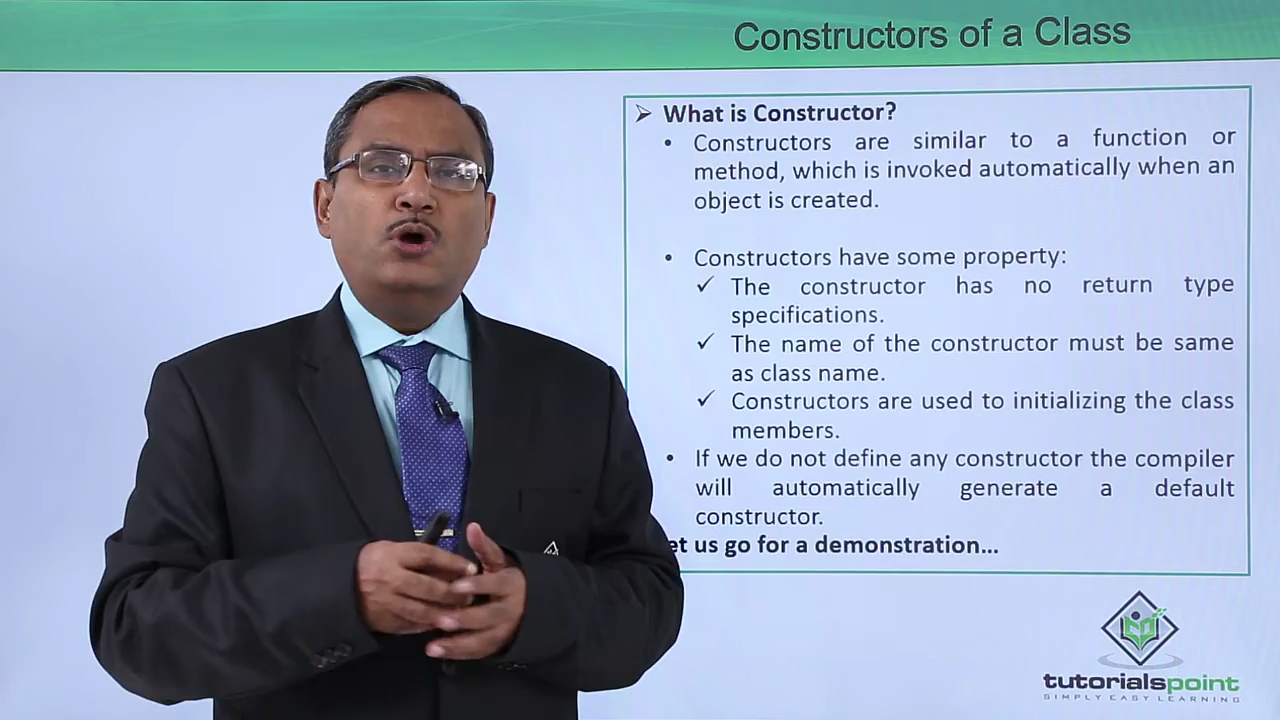 Constructors of a Class
➢ What is Constructor?
• Constructors are similar to a function or
method, which is invoked automatically when an
object is created.
• Constructors have some property:
✓ The constructor has no return type
specifications.
✓ The name of the constructor must be same
as class name.
✓ Constructors are used to initializing the class
members.
• If we do not define any constructor the compiler
will automatically generate a default
constructor.
et us go for a demonstration...
tutorialspoint
SIMPLY EASY LEARNING